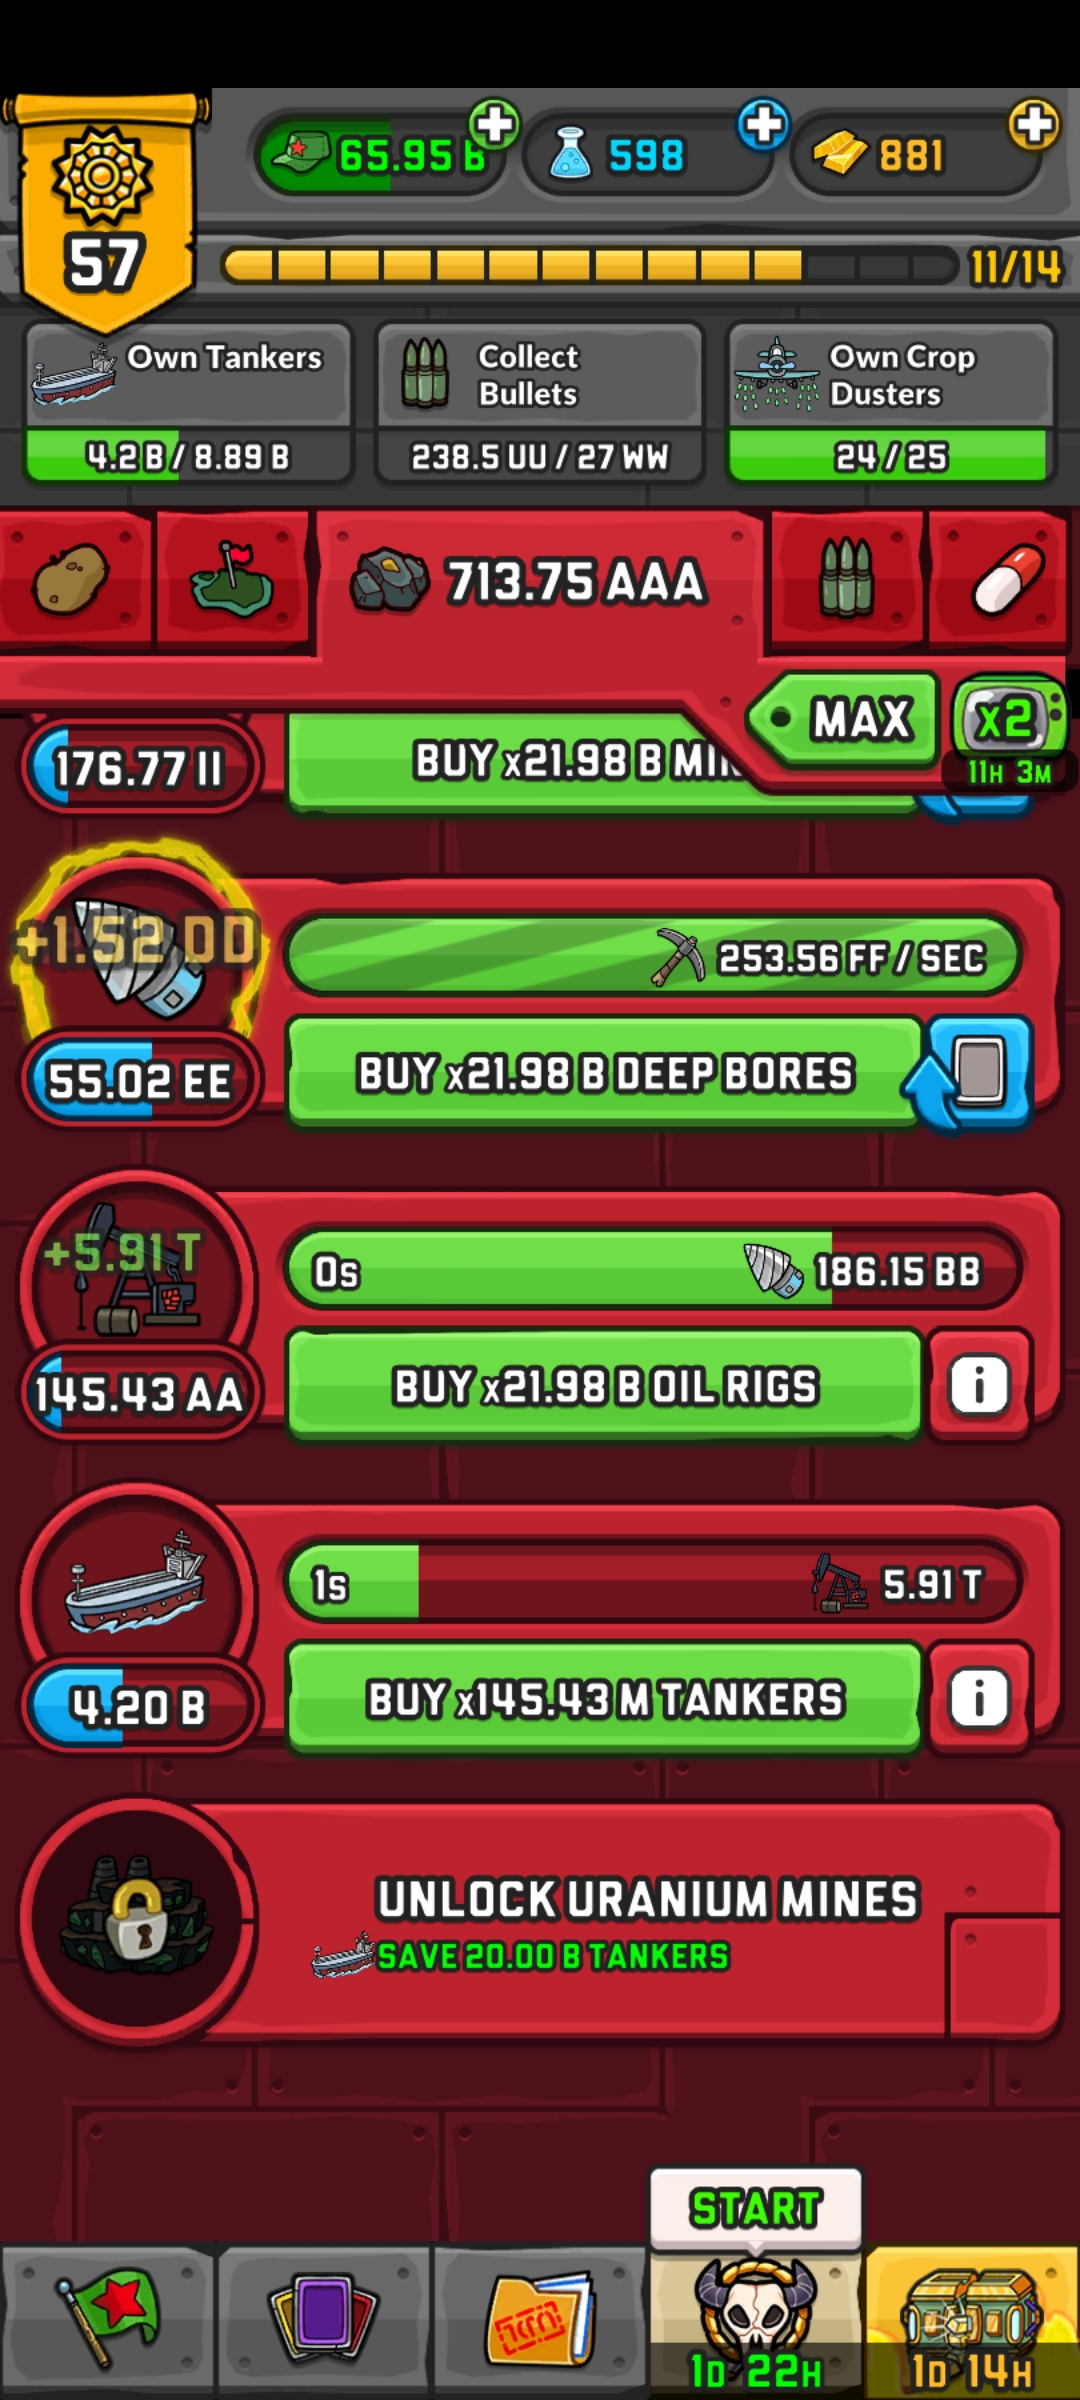 65.95 B
598
881
57
11/14
Own Tankers
4.2 B / 8.89 B
Collect
Bullets
238.5 UU / 27 WW
Own Crop
Dusters
24 / 25
713.75 AAA
MAX
x2
11H 3M
176.77 II
BUY x21.98 B
+1.52 DD
253.56 FF / SEC
55.02 EE
BUY x21.98 B DEEP BORES
+5.91 T
0s
186.15 BB
145.43 AA
BUY x21.98 B OIL RIGS
i
1s
5.91 T
4.20 B
BUY x145.43 M TANKERS
i
UNLOCK URANIUM MINES
SAVE 20.00 B TANKERS
START
1D 22H
1D 14H